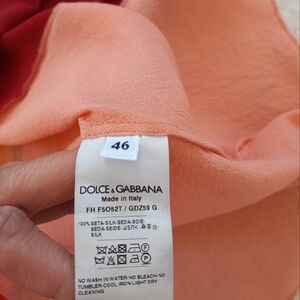 46
DOLCE & GABBANA
Made in Italy
FH F5O52T / GDZ59 G
100% SETA-SILK-SEDA-SOIE-
SEDA-SEIDE-
SILK
NO WASH IN WATER-NO BLEACH-NO
TUMBLER-COOL IRON-LIGHT DRY
CLEANING